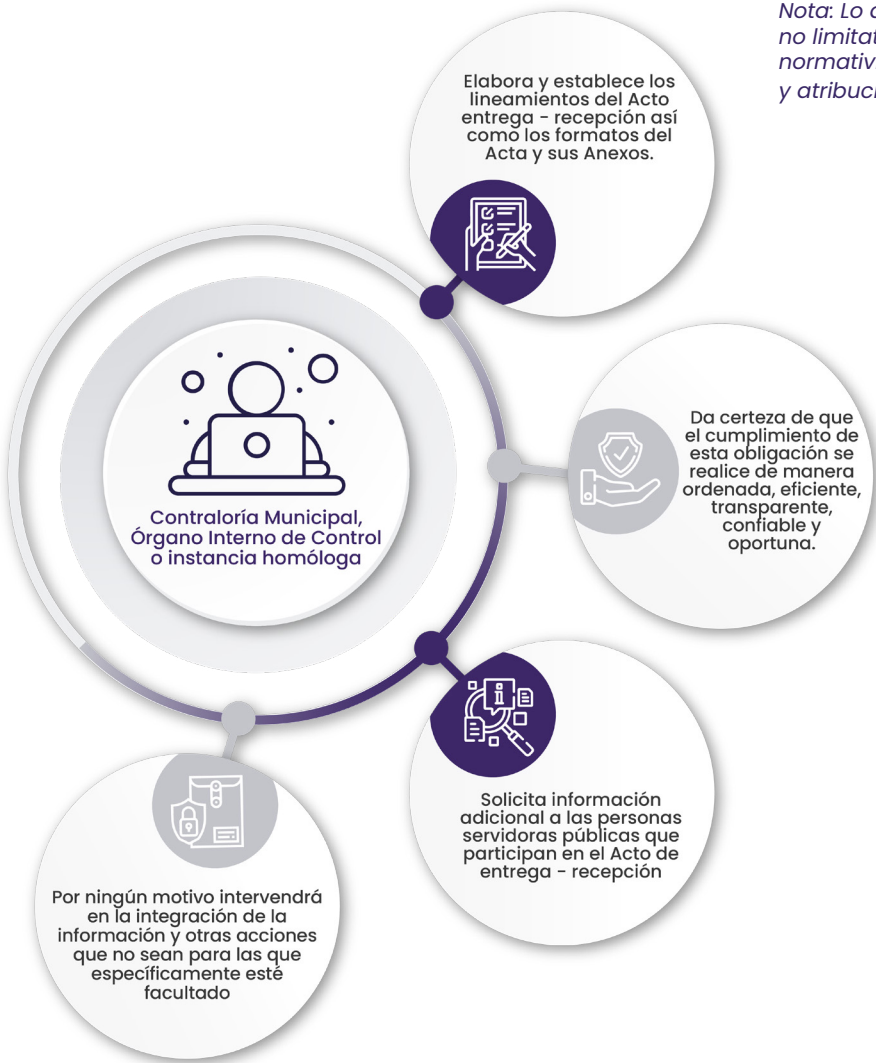 Nota: Lo
no limitat
normativ
y atribuci
Elabora y establece los
lineamientos del Acto
entrega - recepción así
como los formatos del
Acta y sus Anexos.
Da certeza de que
el cumplimiento de
esta obligación se
realice de manera
ordenada, eficiente,
transparente,
confiable y
oportuna.
Contraloría Municipal,
Órgano Interno de Control
o instancia homóloga
Solicita información
adicional a las personas
servidoras públicas que
participan en el Acto de
entrega - recepción
Por ningún motivo intervendrá
en la integración de la
información y otras acciones
que no sean para las que
específicamente esté
facultado